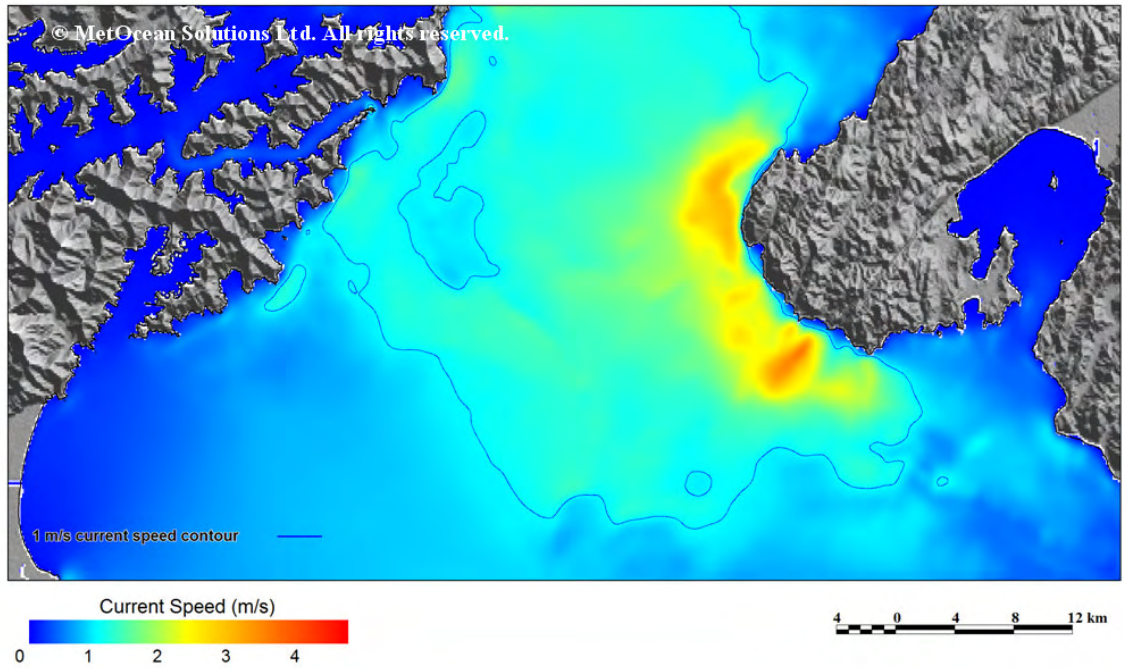 © MetOcean Solutions Ltd. All rights reserved.
1 m/s current speed contour
Current Speed (m/s)
0 1 2 3 4
4 0 4 8 12 km